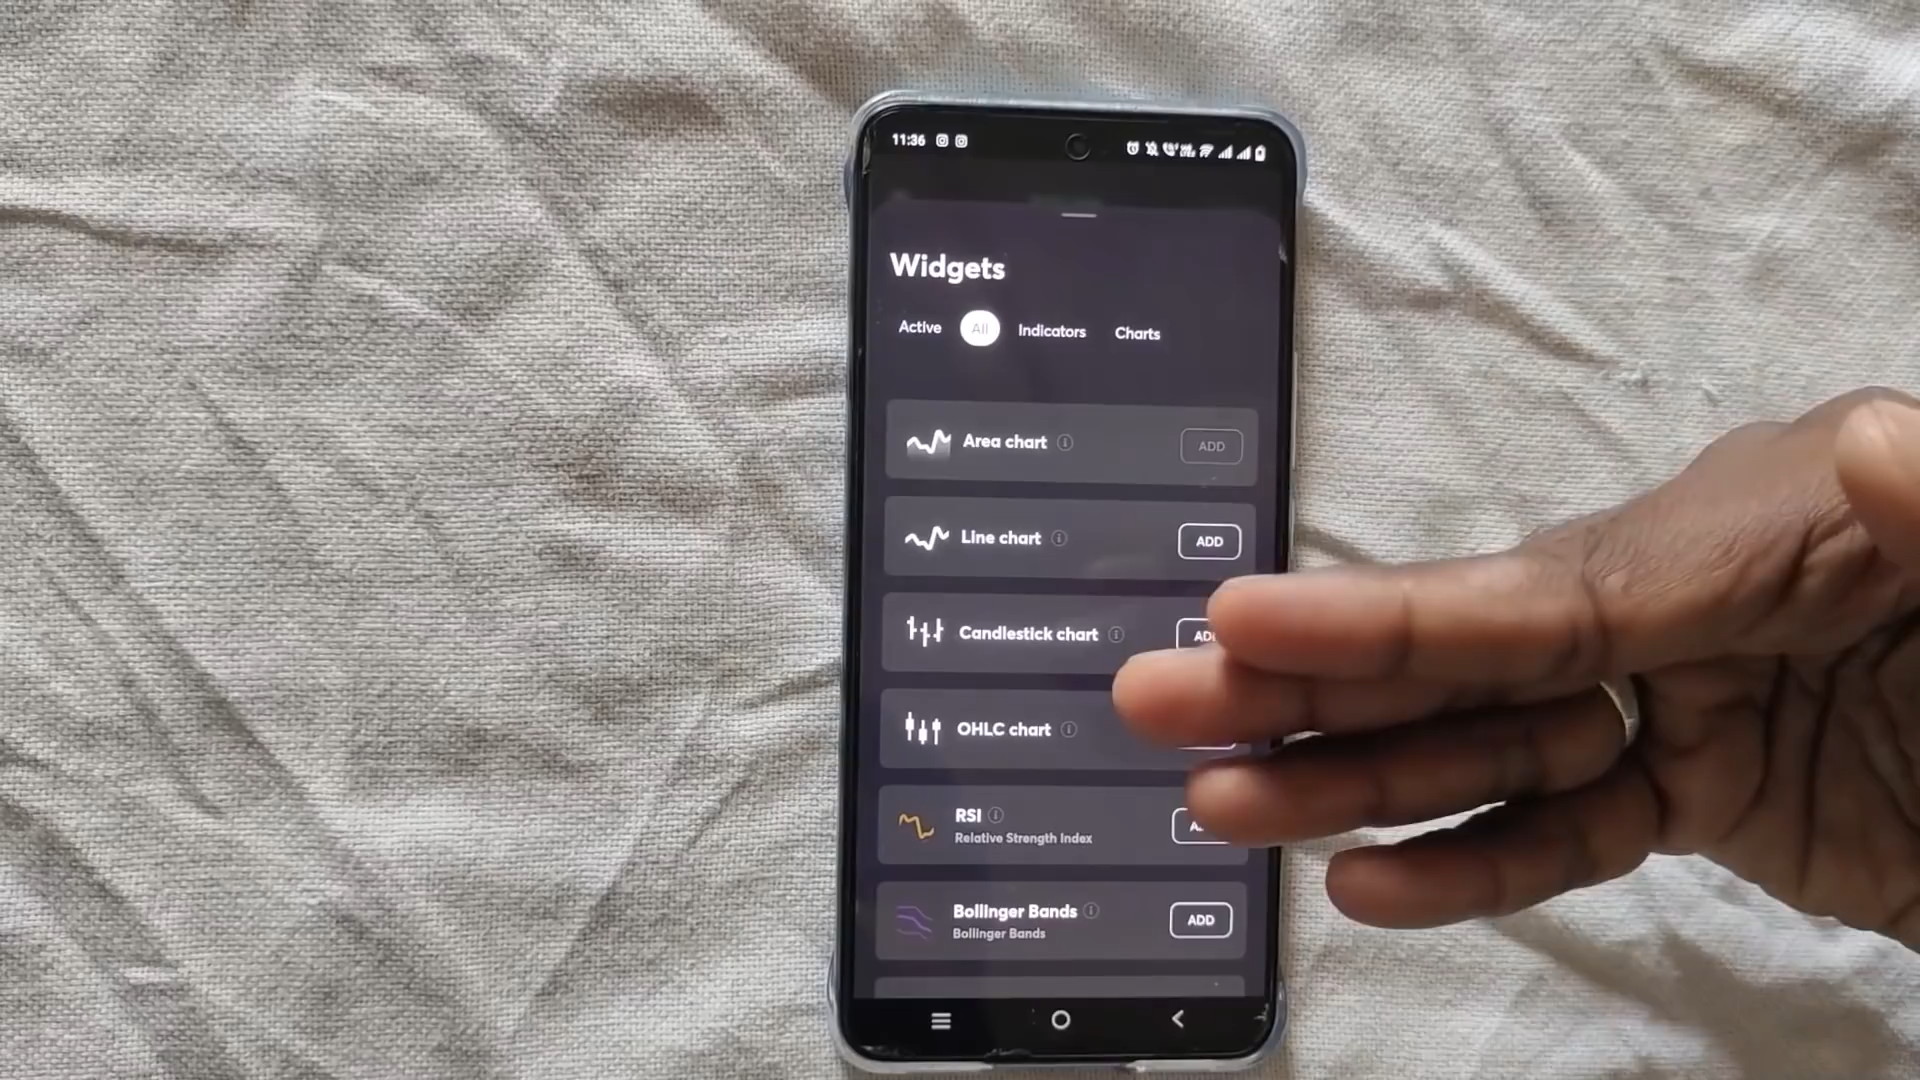 11:36
Widgets
Active All Indicators Charts
Area chart ADD
Line chart ADD
Candlestick chart
OHLC chart
RSI
Relative Strength Index
Bollinger Bands ADD
Bollinger Bands